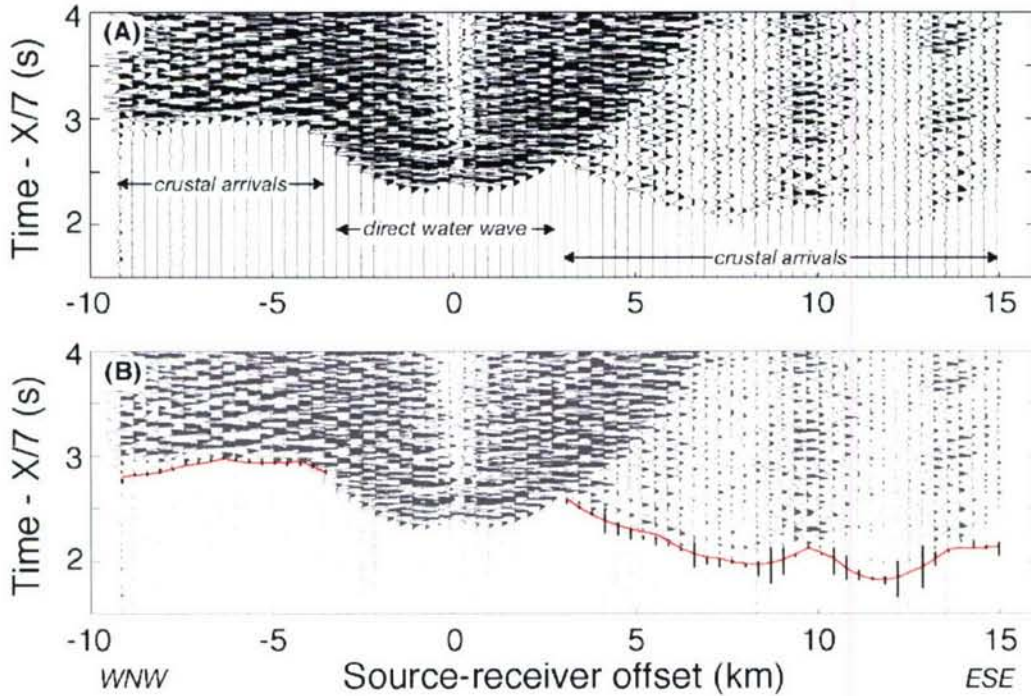 (A)
Time - X/7 (s)
4
3
2
crustal arrivals
direct water wave
crustal arrivals
-10 -5 0 5 10 15
(B)
Time - X/7 (s)
4
3
2
-10 -5 0 5 10 15
WNW Source-receiver offset (km) ESE